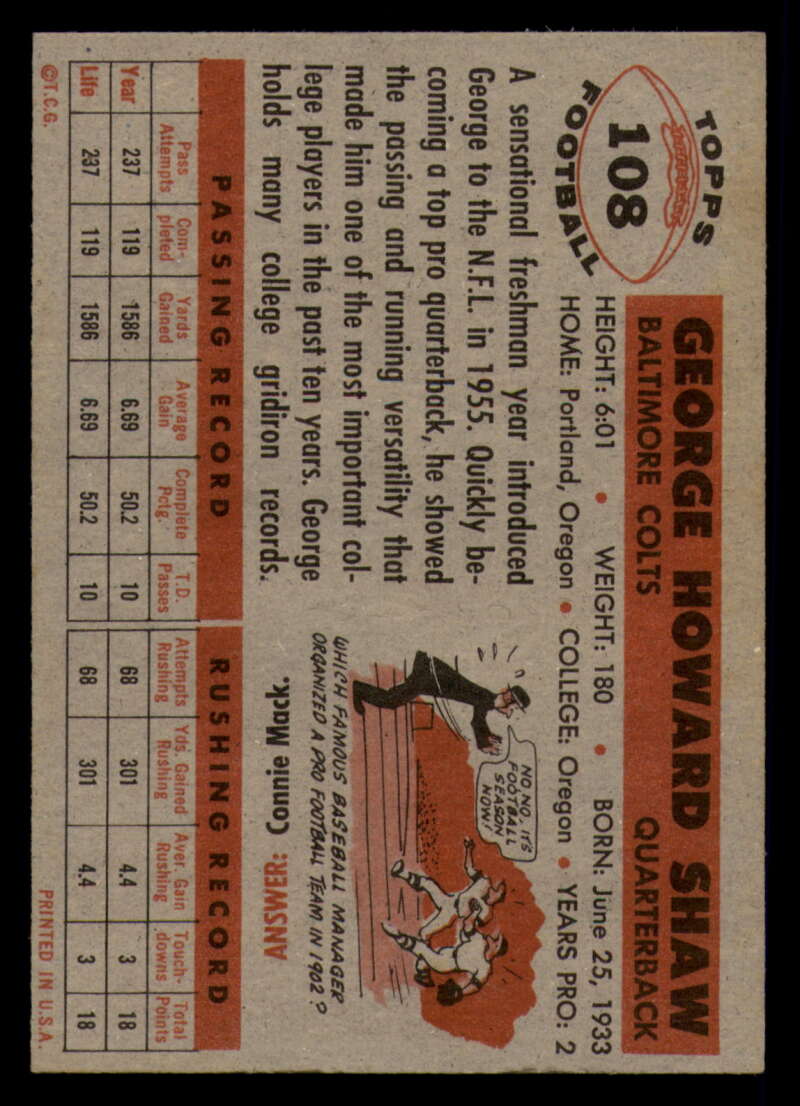 TOPPS
108
FOOTBALL
GEORGE HOWARD SHAW
BALTIMORE COLTS QUARTERBACK
HEIGHT: 6:01 • WEIGHT: 180 • BORN: June 25, 1933
HOME: Portland, Oregon • COLLEGE: Oregon • YEARS PRO: 2
A sensational freshman year introduced
George to the N.F.L. in 1955. Quickly be-
coming a top pro quarterback, he showed
the passing and running versatility that
made him one of the most important col-
lege players in the past ten years. George
holds many college gridiron records.
NO NO, IT'S
FOOTBALL
SEASON
NOW!
WHICH FAMOUS BASEBALL MANAGER
ORGANIZED A PRO FOOTBALL TEAM IN 1902?
ANSWER: Connie Mack.
PASSING RECORD RUSHING RECORD
Pass Com- Yards Average Complete T.D. Attempts Yds. Gained Aver. Gain Touch- Total
Attempts pleted Gained Gain Pctg. Passes Rushing Rushing Rushing downs Points
Year 237 119 1586 6.69 50.2 10 68 301 4.4 3 18
Life 237 119 1586 6.69 50.2 10 68 301 4.4 3 18
©T.C.G. PRINTED IN U.S.A.